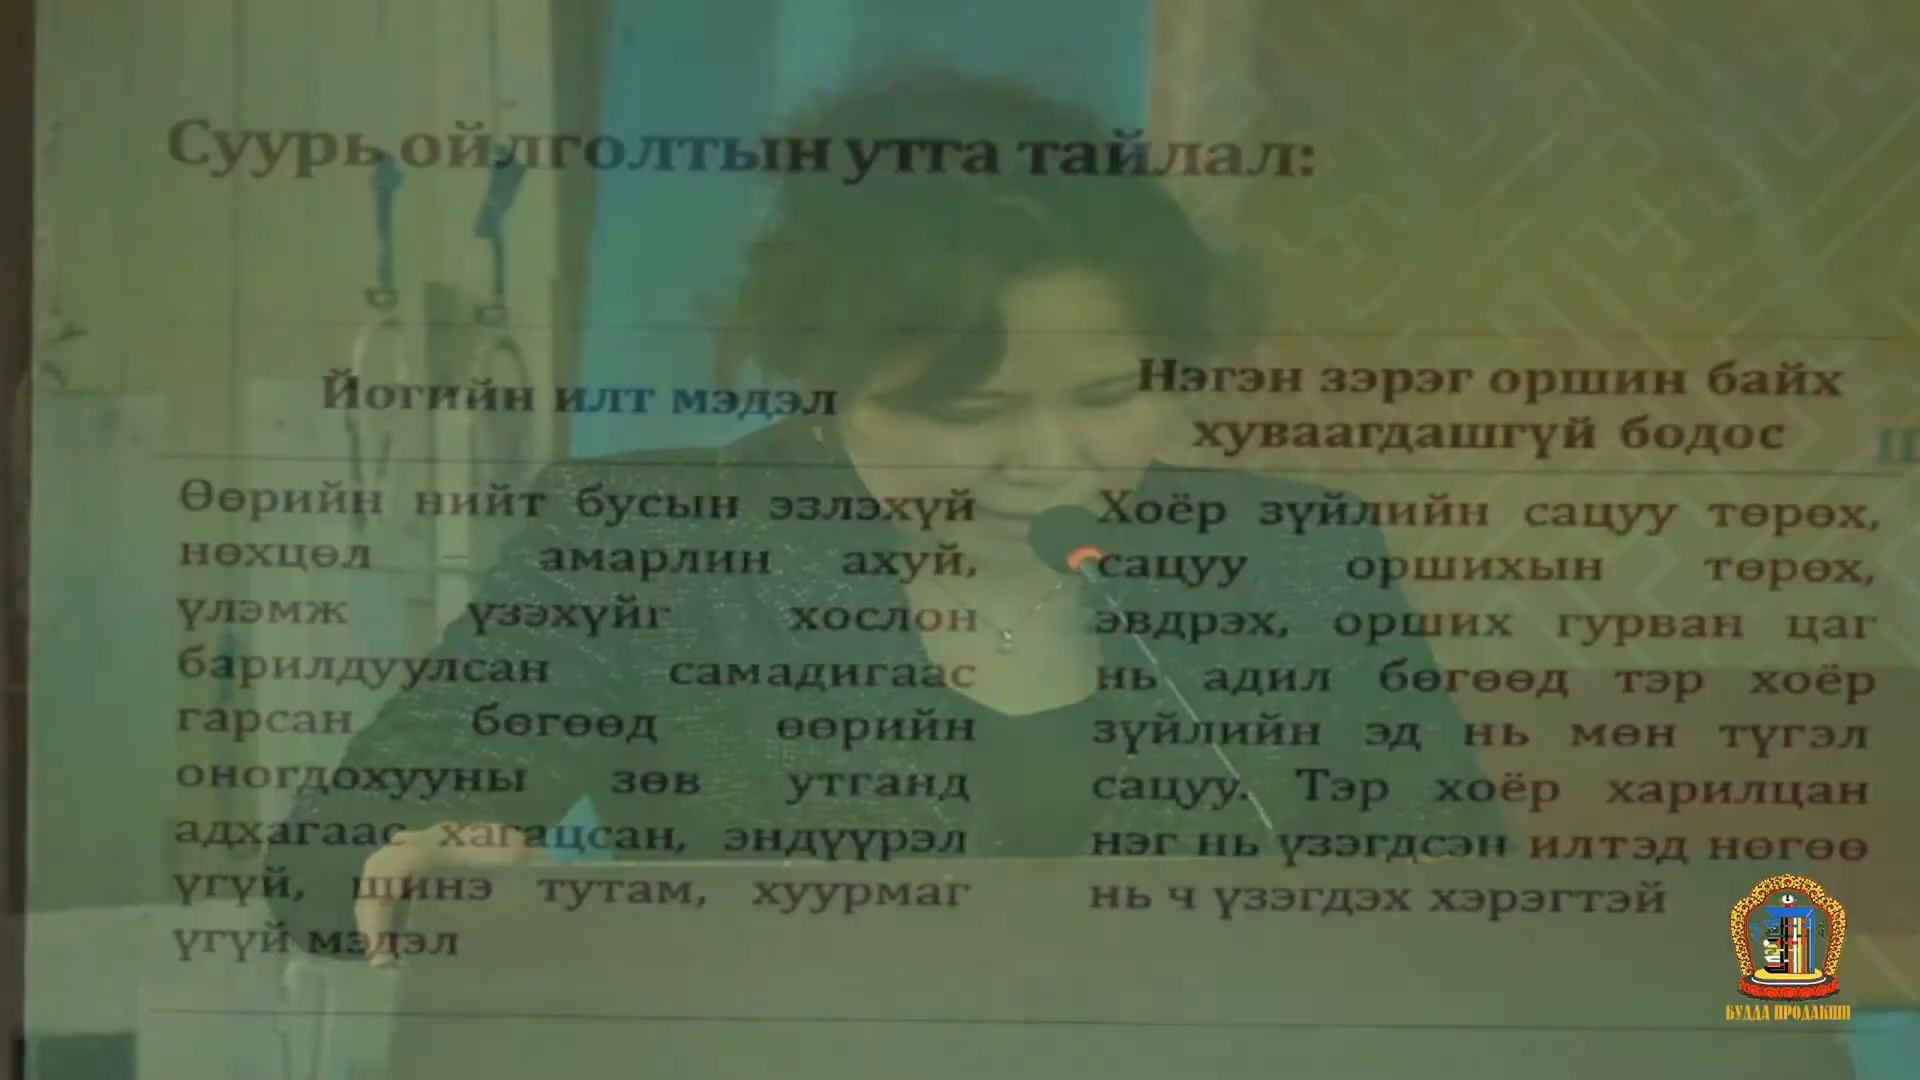 Суурь ойлголтын утга тайлал:
Йогийн илт мэдэл
Өөрийн нийт бусын эзлэхүй
нөхцөл – амарлин ахуй,
үлэмж үзэхүйг хослон
барилдуулсан самадигаас
гарсан бөгөөд өөрийн
оногдохууны зөв утганд
адхагаас хагацсан, эндүүрэл
үгүй, шинэ тутам, хуурмаг
үгүй мэдэл
Нэгэн зэрэг оршин байх
хуваагдашгүй бодос
Хоёр зүйлийн сацуу төрөх,
сацуу оршихын төрөх,
эвдрэх, орших гурван цаг
нь адил бөгөөд тэр хоёр
зүйлийн эд нь мөн түгэл
сацуу. Тэр хоёр харилцан
нэг нь үзэгдсэн илтэд нөгөө
нь ч үзэгдэх хэрэгтэй
БУДДА ПРОДАКШН